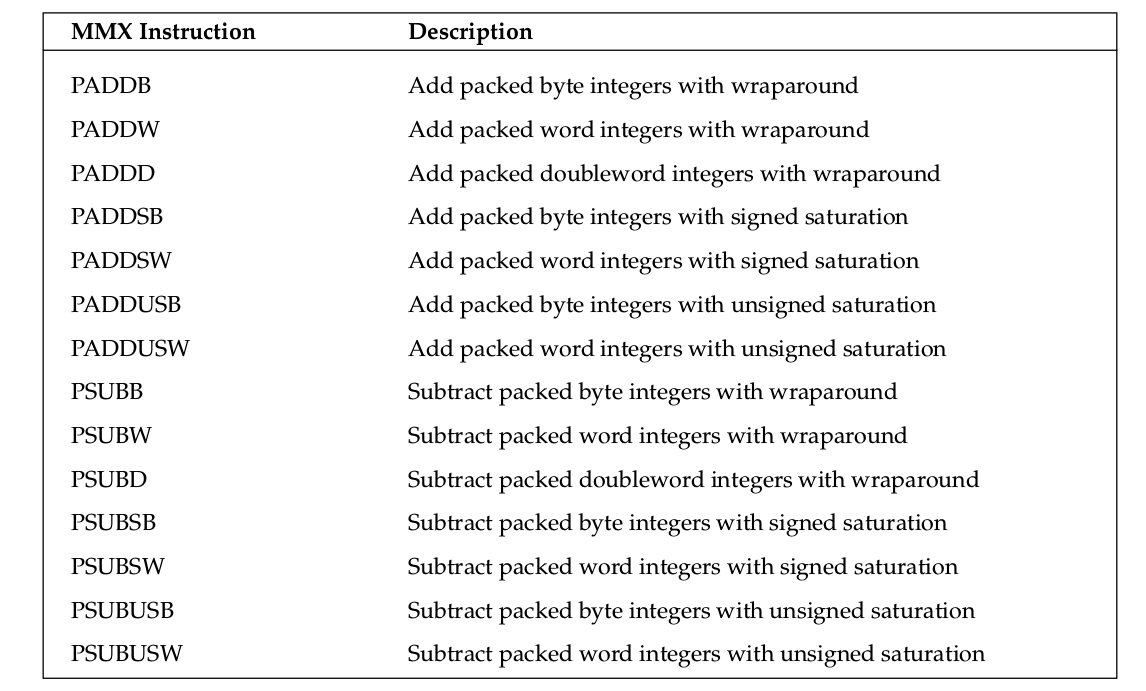 MMX Instruction Description
PADDB Add packed byte integers with wraparound
PADDW Add packed word integers with wraparound
PADDD Add packed doubleword integers with wraparound
PADDSB Add packed byte integers with signed saturation
PADDSW Add packed word integers with signed saturation
PADDUSB Add packed byte integers with unsigned saturation
PADDUSW Add packed word integers with unsigned saturation
PSUBB Subtract packed byte integers with wraparound
PSUBW Subtract packed word integers with wraparound
PSUBD Subtract packed doubleword integers with wraparound
PSUBSB Subtract packed byte integers with signed saturation
PSUBSW Subtract packed word integers with signed saturation
PSUBUSB Subtract packed byte integers with unsigned saturation
PSUBUSW Subtract packed word integers with unsigned saturation